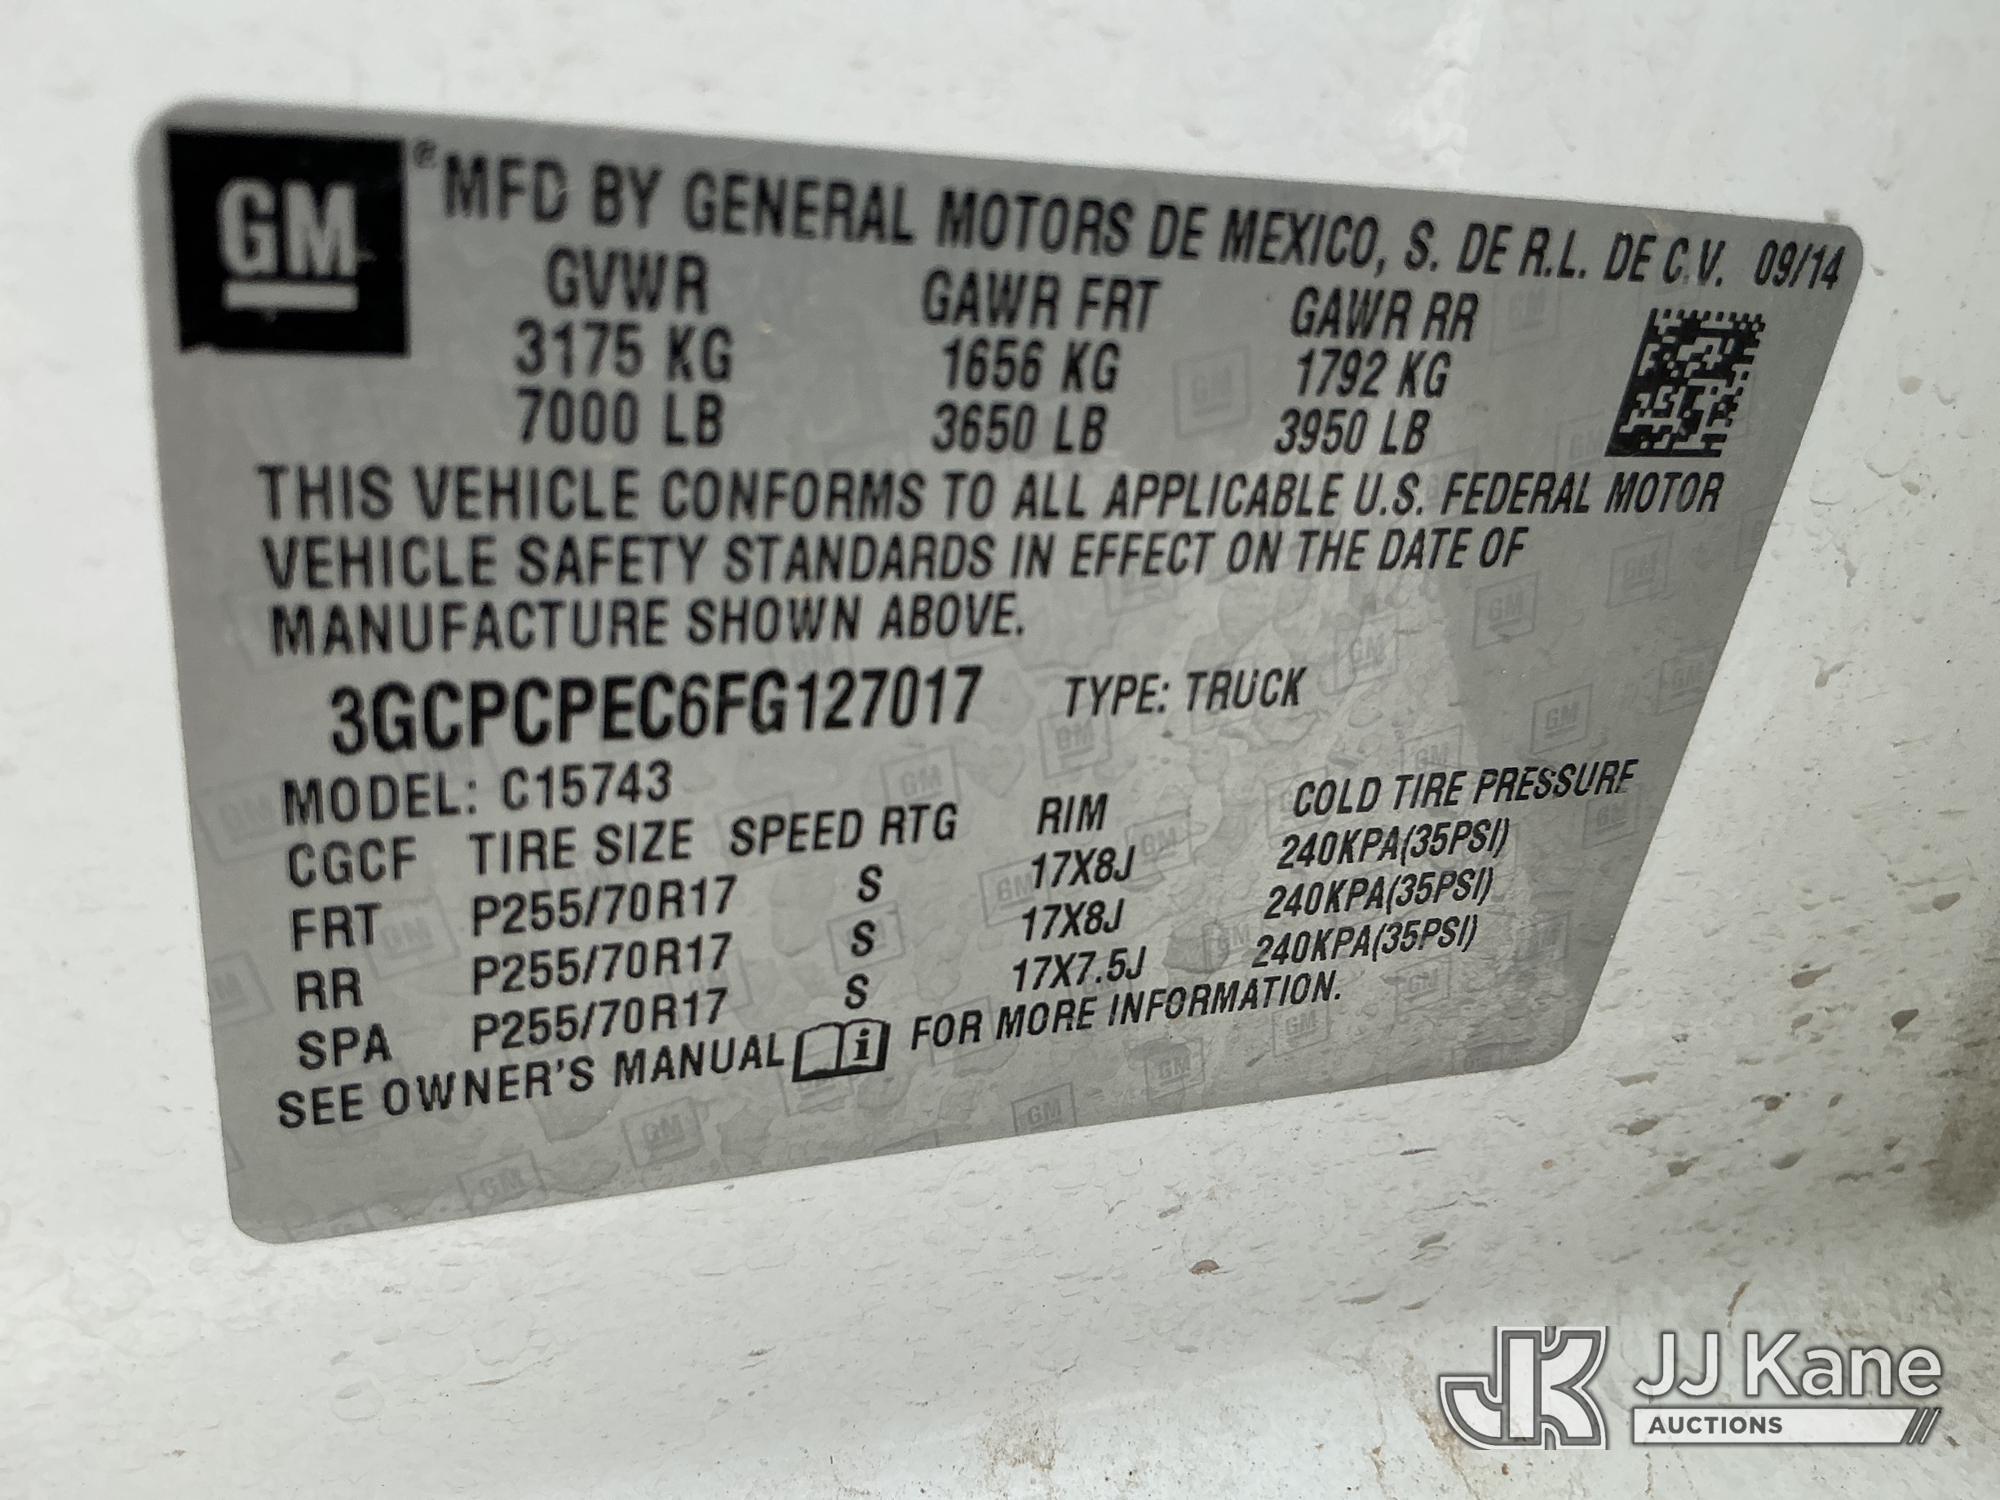 GM ® MFD BY GENERAL MOTORS DE MEXICO, S. DE R.L. DE C.V. 09/14
GVWR GAWR FRT GAWR RR
3175 KG 1656 KG 1792 KG
7000 LB 3650 LB 3950 LB
THIS VEHICLE CONFORMS TO ALL APPLICABLE U.S. FEDERAL MOTOR
VEHICLE SAFETY STANDARDS IN EFFECT ON THE DATE OF
MANUFACTURE SHOWN ABOVE.
3GCPCPEC6FG127017 TYPE: TRUCK
MODEL: C15743
CGCF TIRE SIZE SPEED RTG RIM COLD TIRE PRESSURE
FRT P255/70R17 S 17X8J 240KPA(35PSI)
RR P255/70R17 S 17X8J 240KPA(35PSI)
SPA P255/70R17 S 17X7.5J 240KPA(35PSI)
SEE OWNER'S MANUAL i FOR MORE INFORMATION.
JK JJ Kane
AUCTIONS